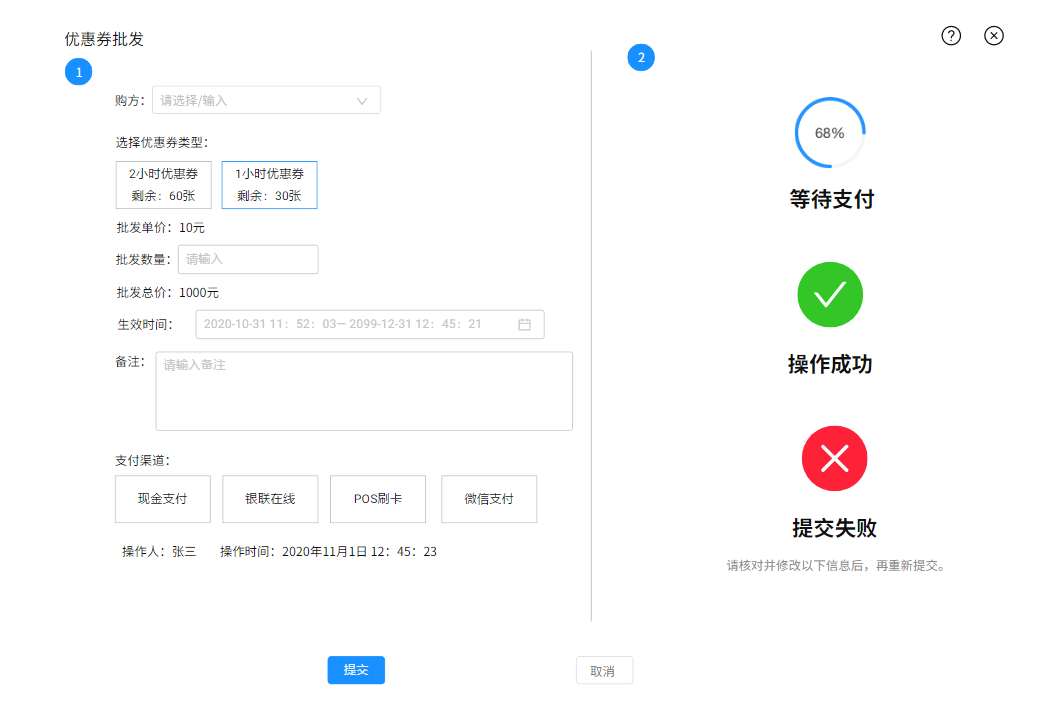 优惠券批发
1
购方：
请选择/输入
选择优惠券类型：
2小时优惠券
剩余：60张
1小时优惠券
剩余：30张
批发单价：10元
批发数量：
请输入
批发总价：1000元
生效时间：
2020-10-31 11：52：03— 2099-12-31 12：45：21
备注：
请输入备注
支付渠道：
现金支付
银联在线
POS刷卡
微信支付
操作人：张三
操作时间：2020年11月1日 12：45：23
2
?
68%
等待支付
操作成功
提交失败
请核对并修改以下信息后，再重新提交。
提交
取消